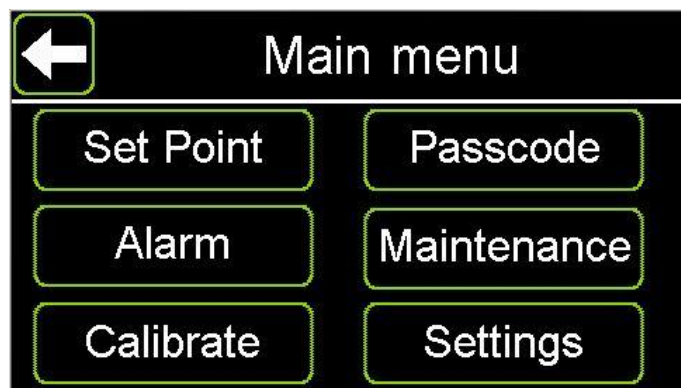 Main menu
Set Point
Passcode
Alarm
Maintenance
Calibrate
Settings